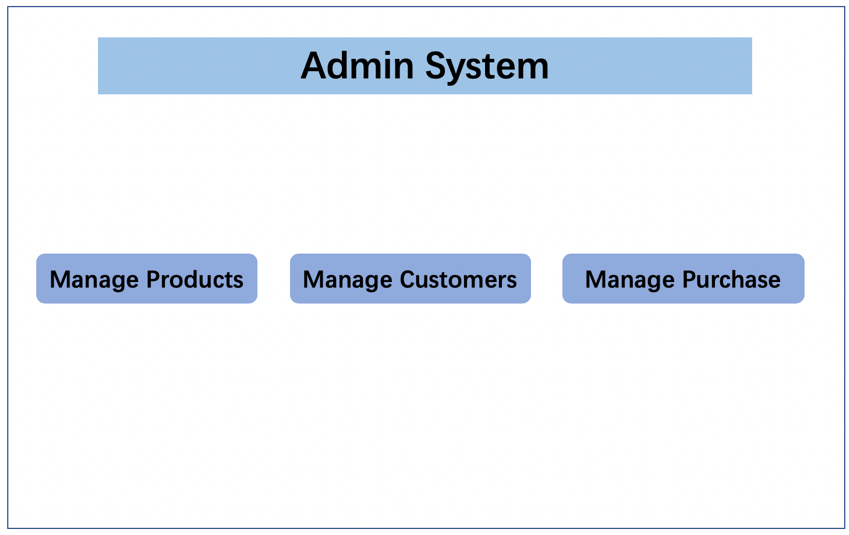 Admin System
Manage Products
Manage Customers
Manage Purchase